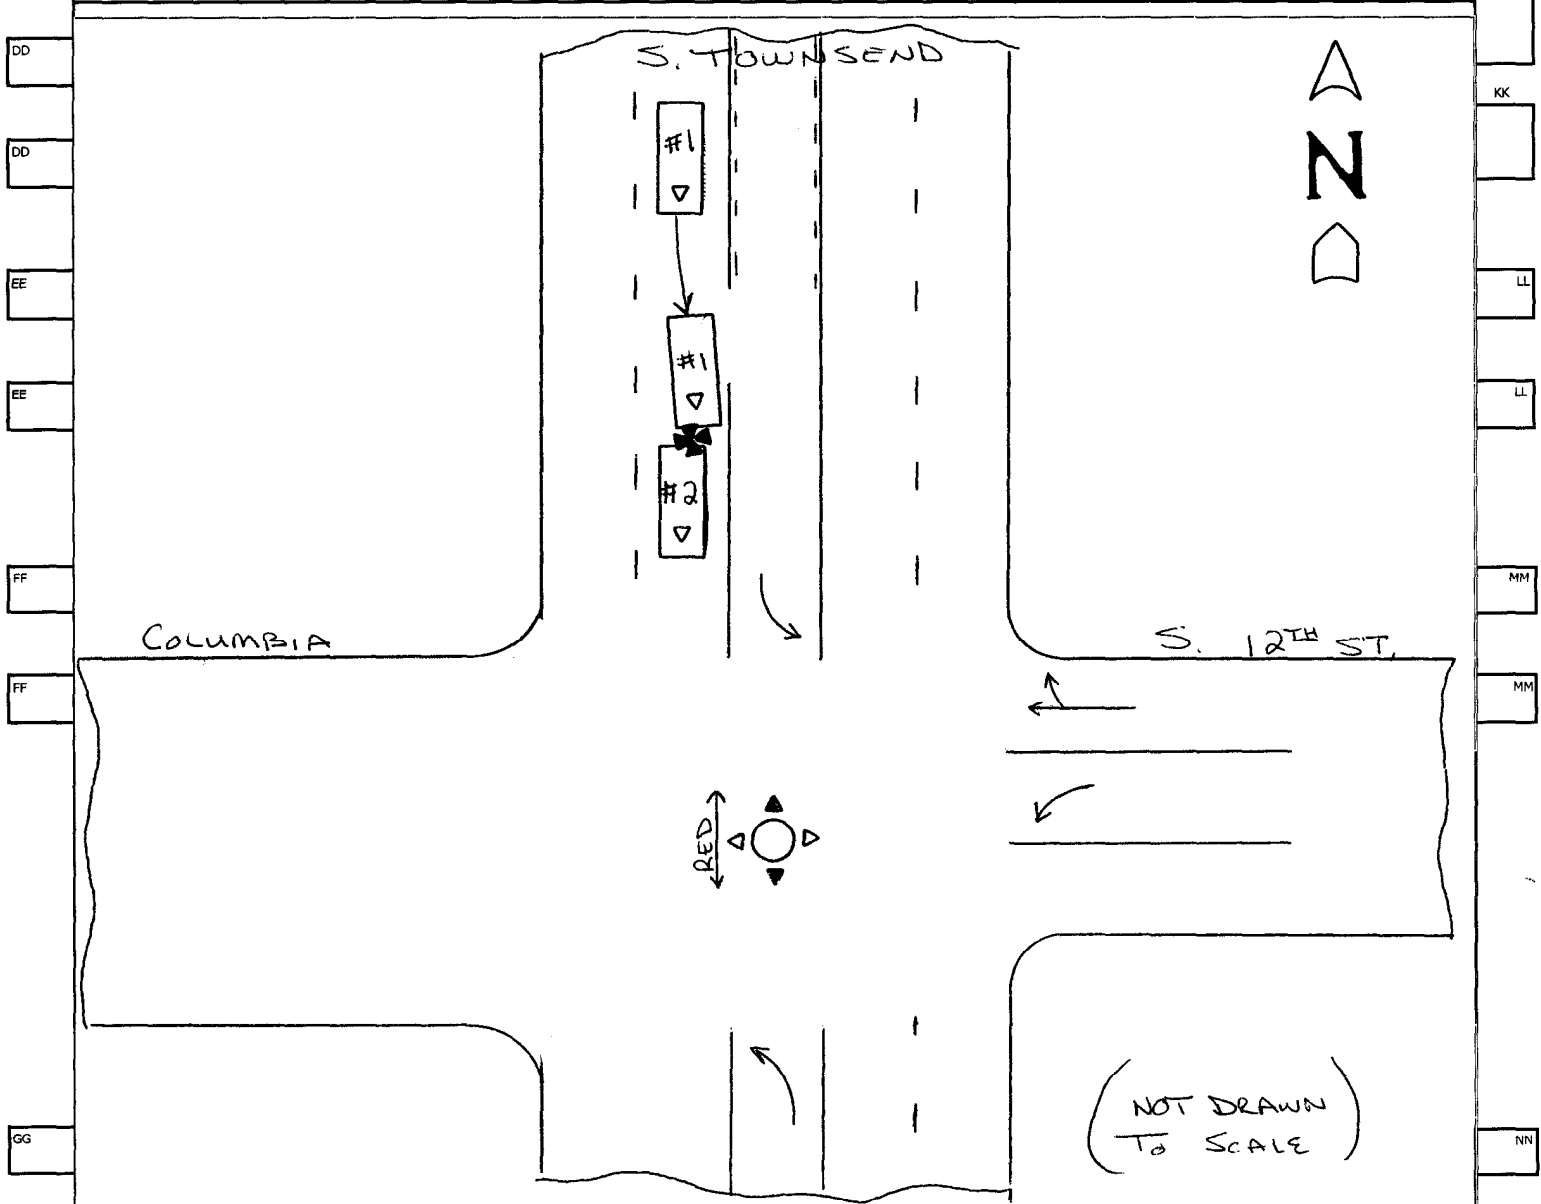 S. TOWNSEND
DD
KK
#1
N
DD
EE
LL
#1
EE
LL
#2
FF
MM
COLUMBIA
S. 12TH ST.
FF
MM
RED
NOT DRAWN
TO SCALE
GG
NN